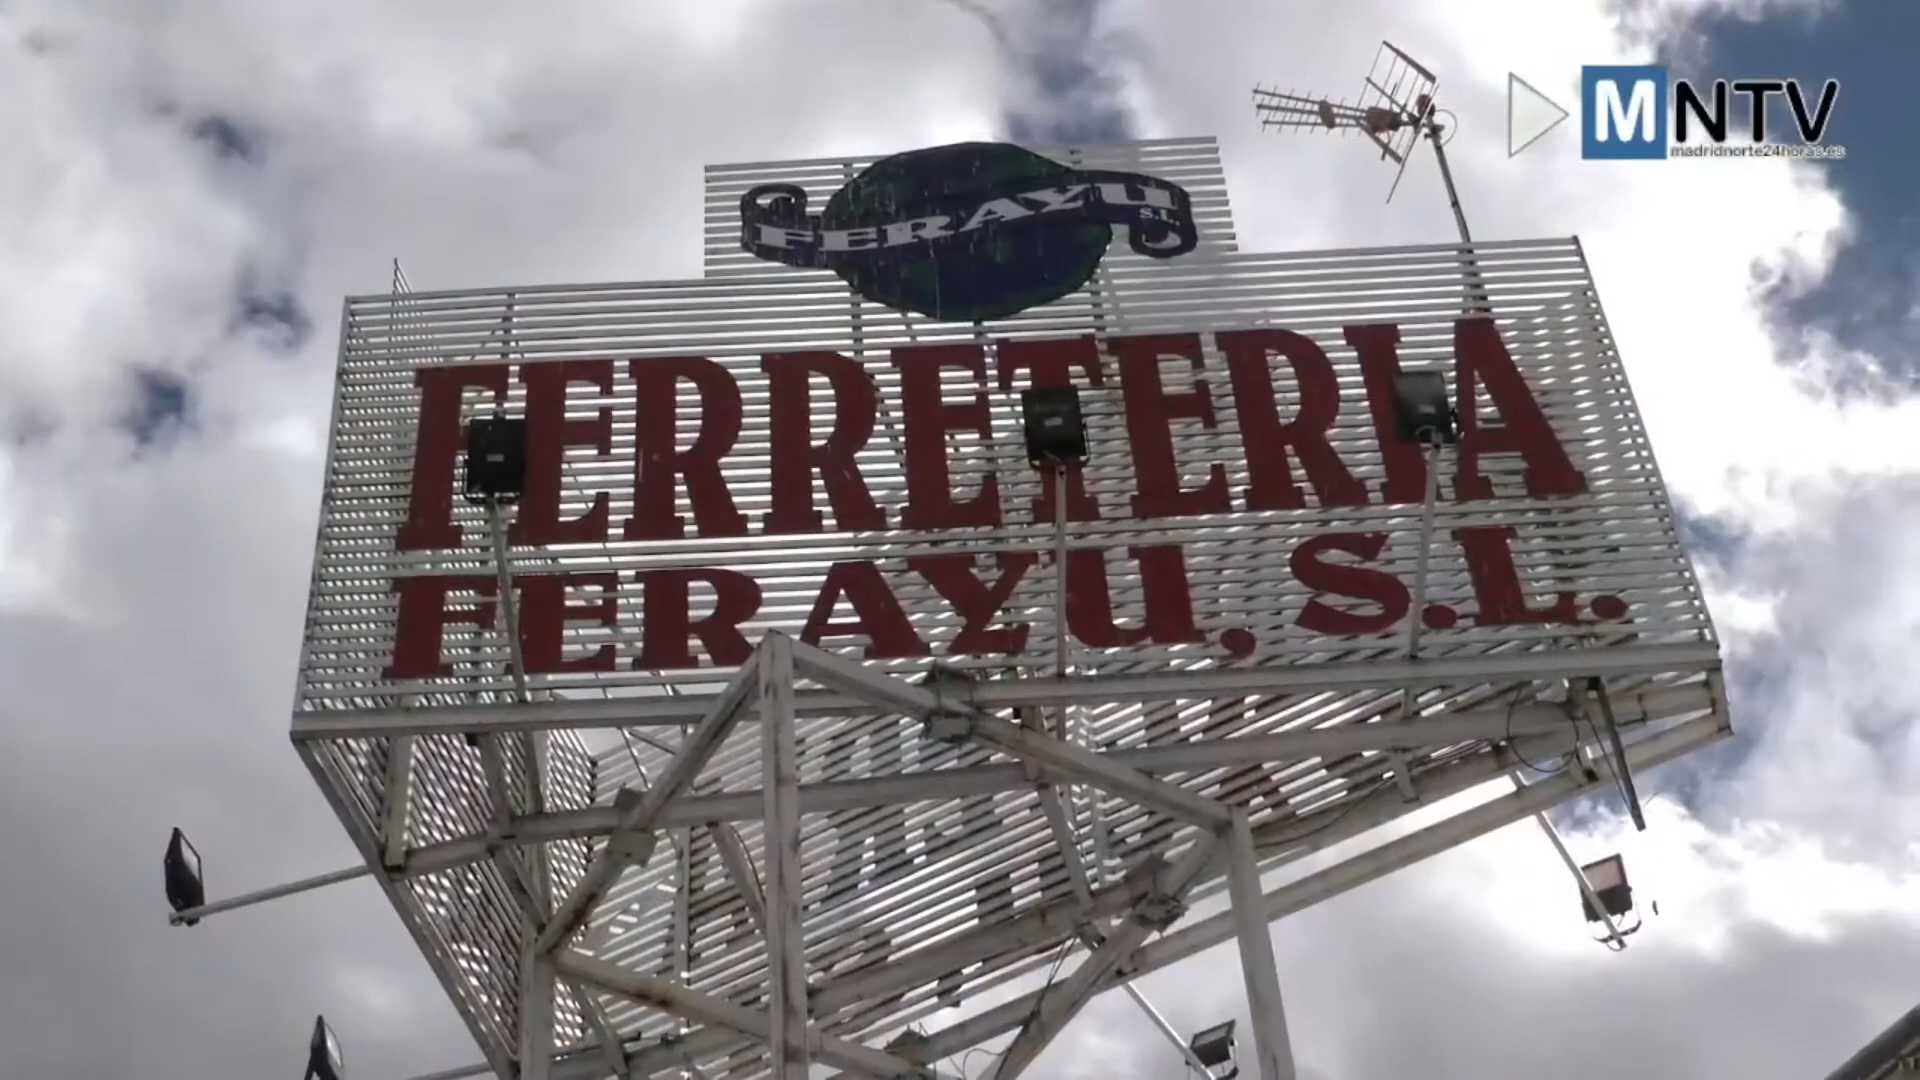 MNTV
madridnorte24horas.es
FERAYU
S.L.
FERRETERIA
FERAYU, S.L.